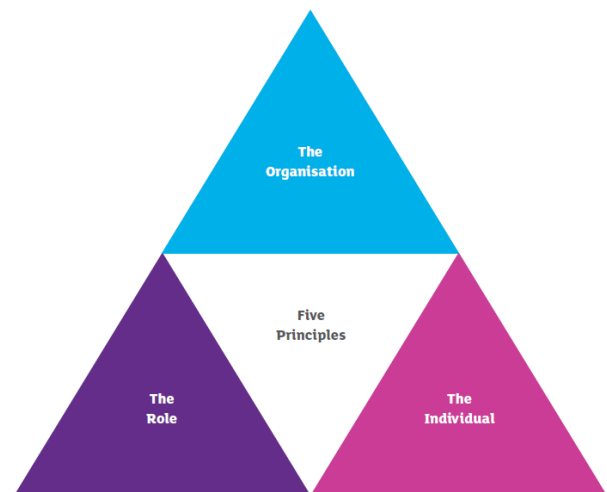 The
Organisation
Five
Principles
The
Role
The
Individual